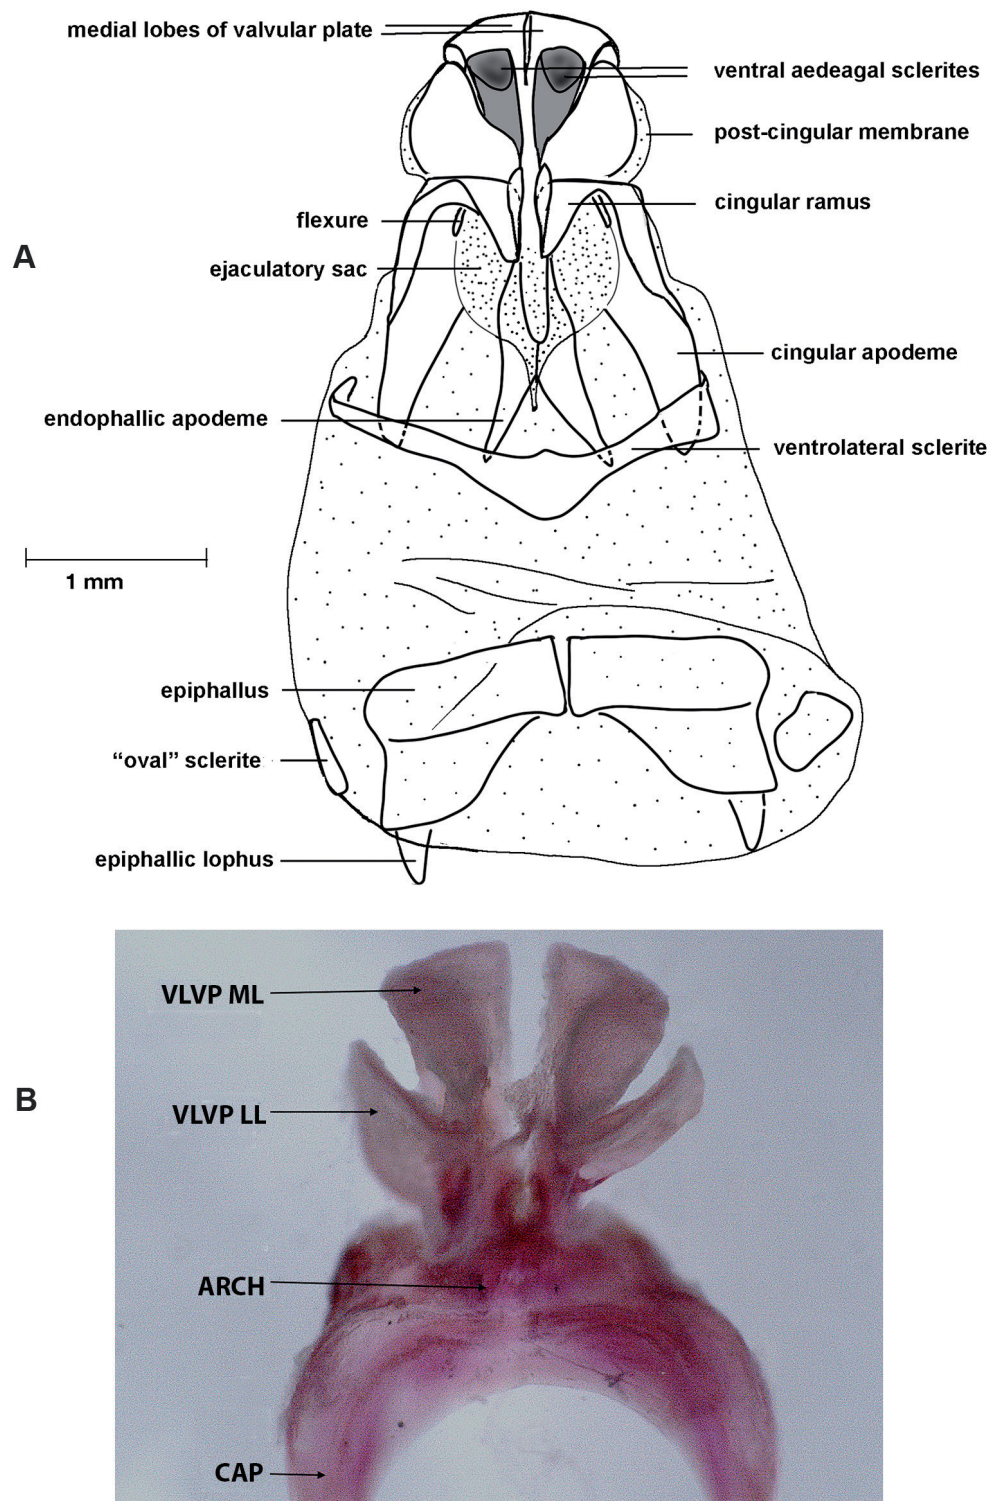 medial lobes of valvular plate
ventral aedeagal sclerites
post-cingular membrane
cingular ramus
flexure
A
ejaculatory sac
cingular apodeme
endophallic apodeme
ventrolateral sclerite
1 mm
epiphallus
“oval” sclerite
epiphallic lophus
VLVP ML
B
VLVP LL
ARCH
CAP